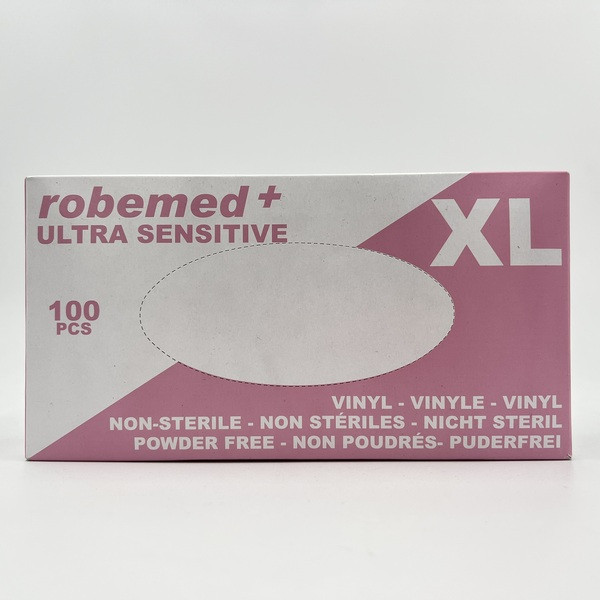 robemed+
ULTRA SENSITIVE
XL
100
PCS
VINYL - VINYLE - VINYL
NON-STERILE - NON STÉRILES - NICHT STERIL
POWDER FREE - NON POUDRÉS- PUDERFREI